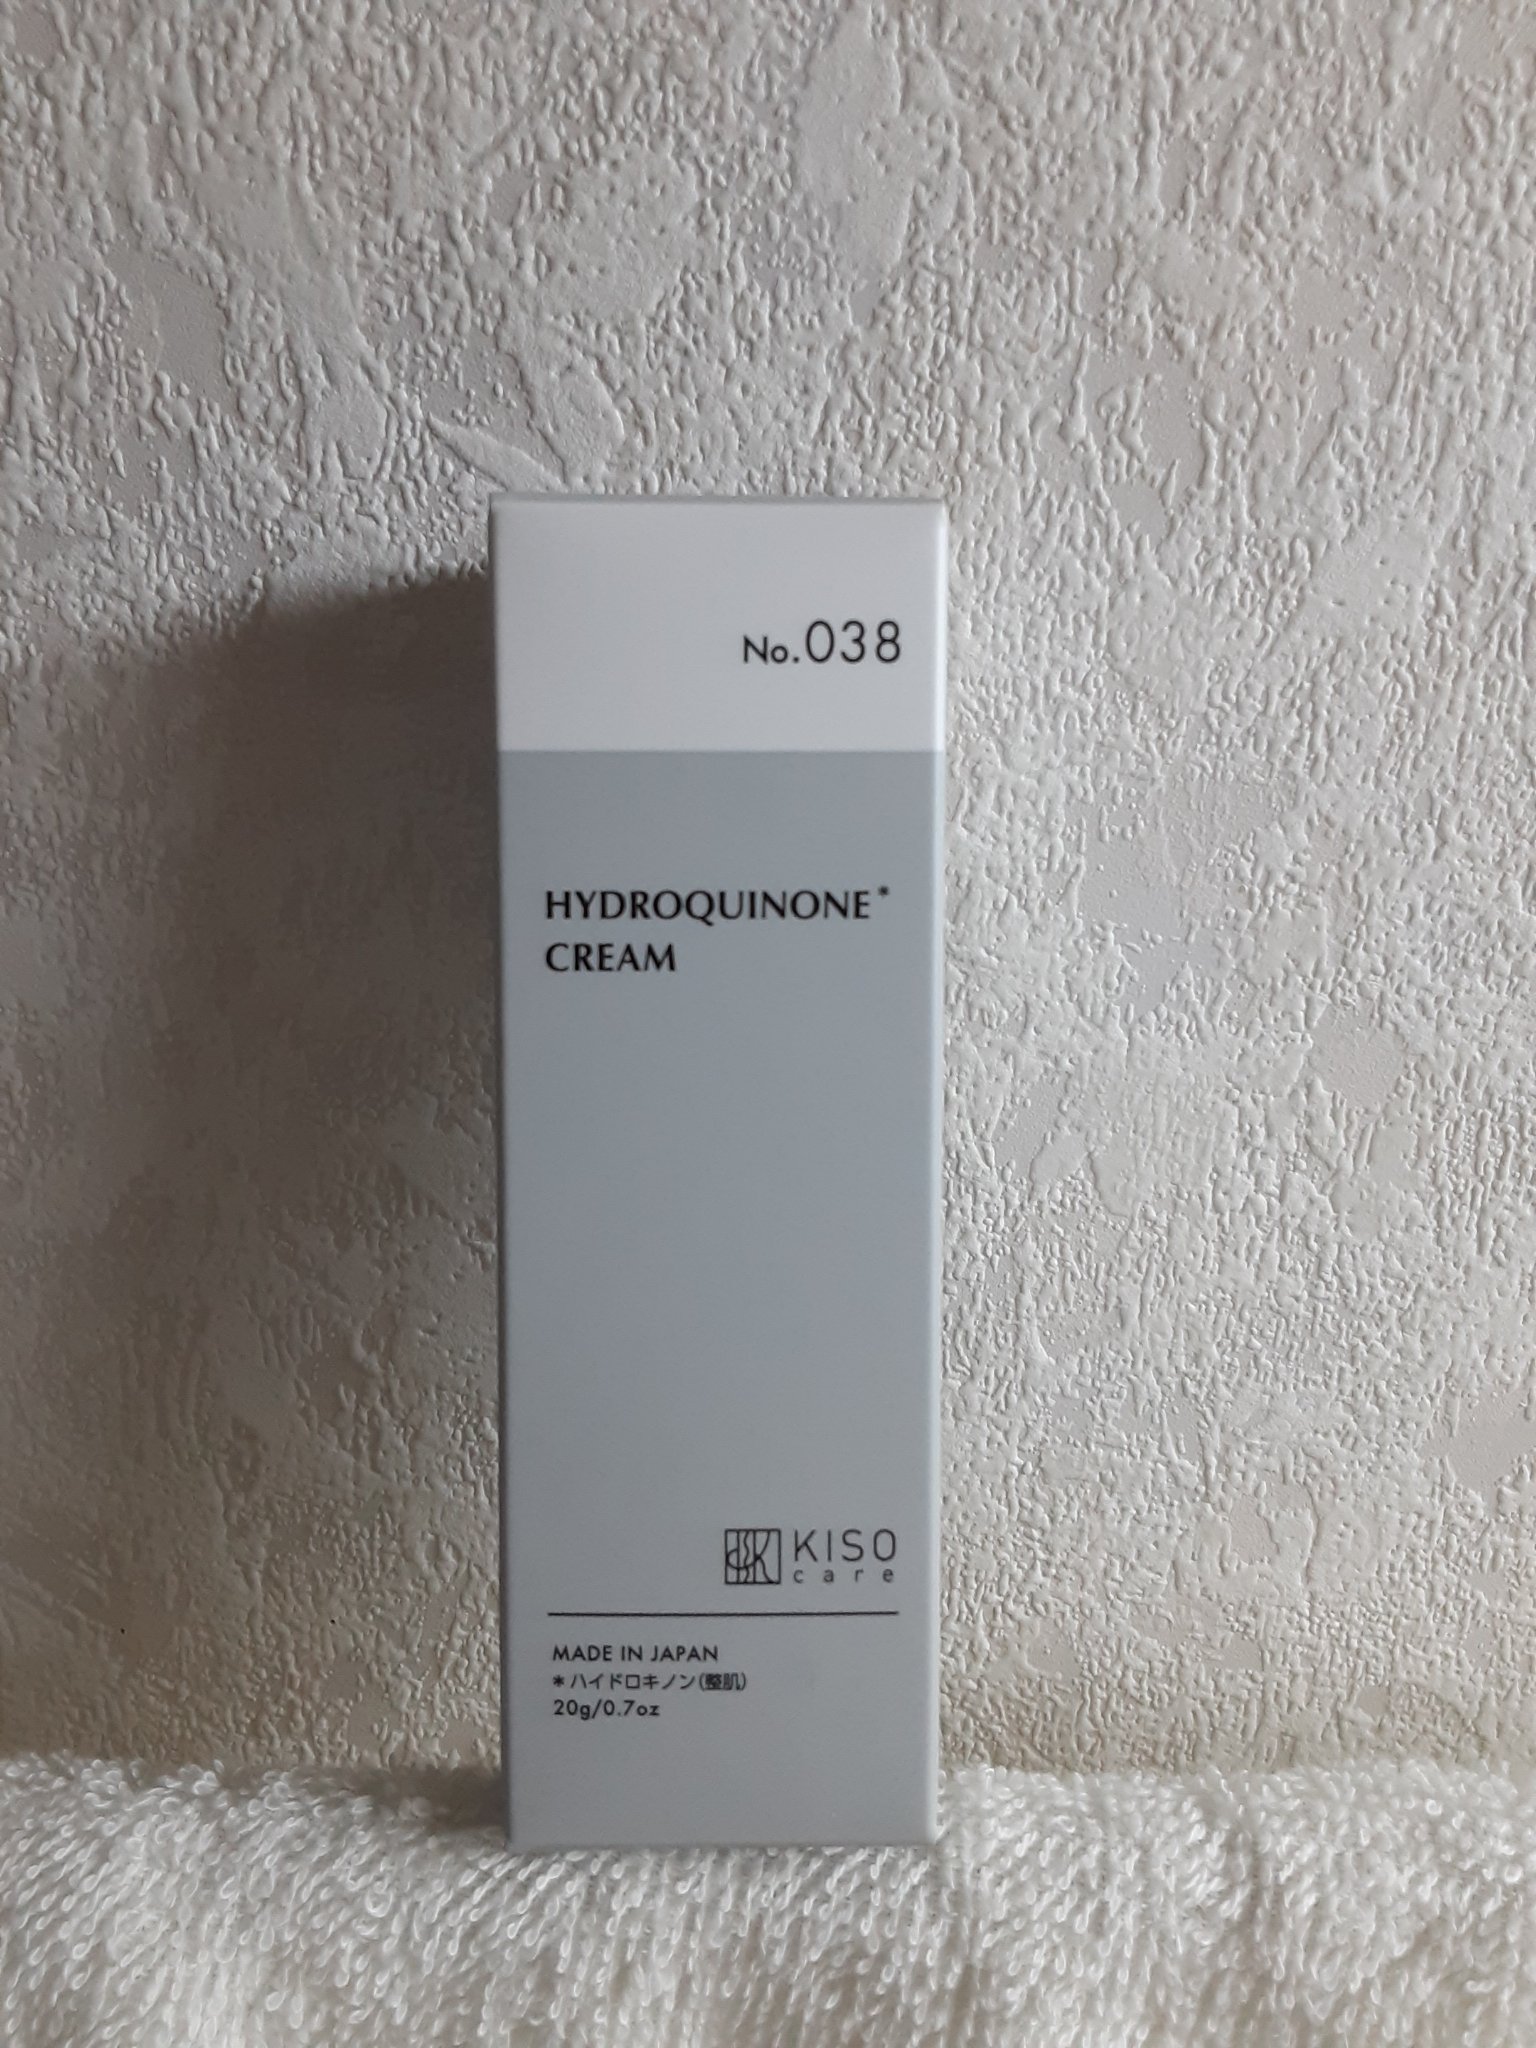 No.038
HYDROQUINONE*
CREAM
KISO
care
MADE IN JAPAN
*ハイドロキノン(整肌)
20g/0.7oz